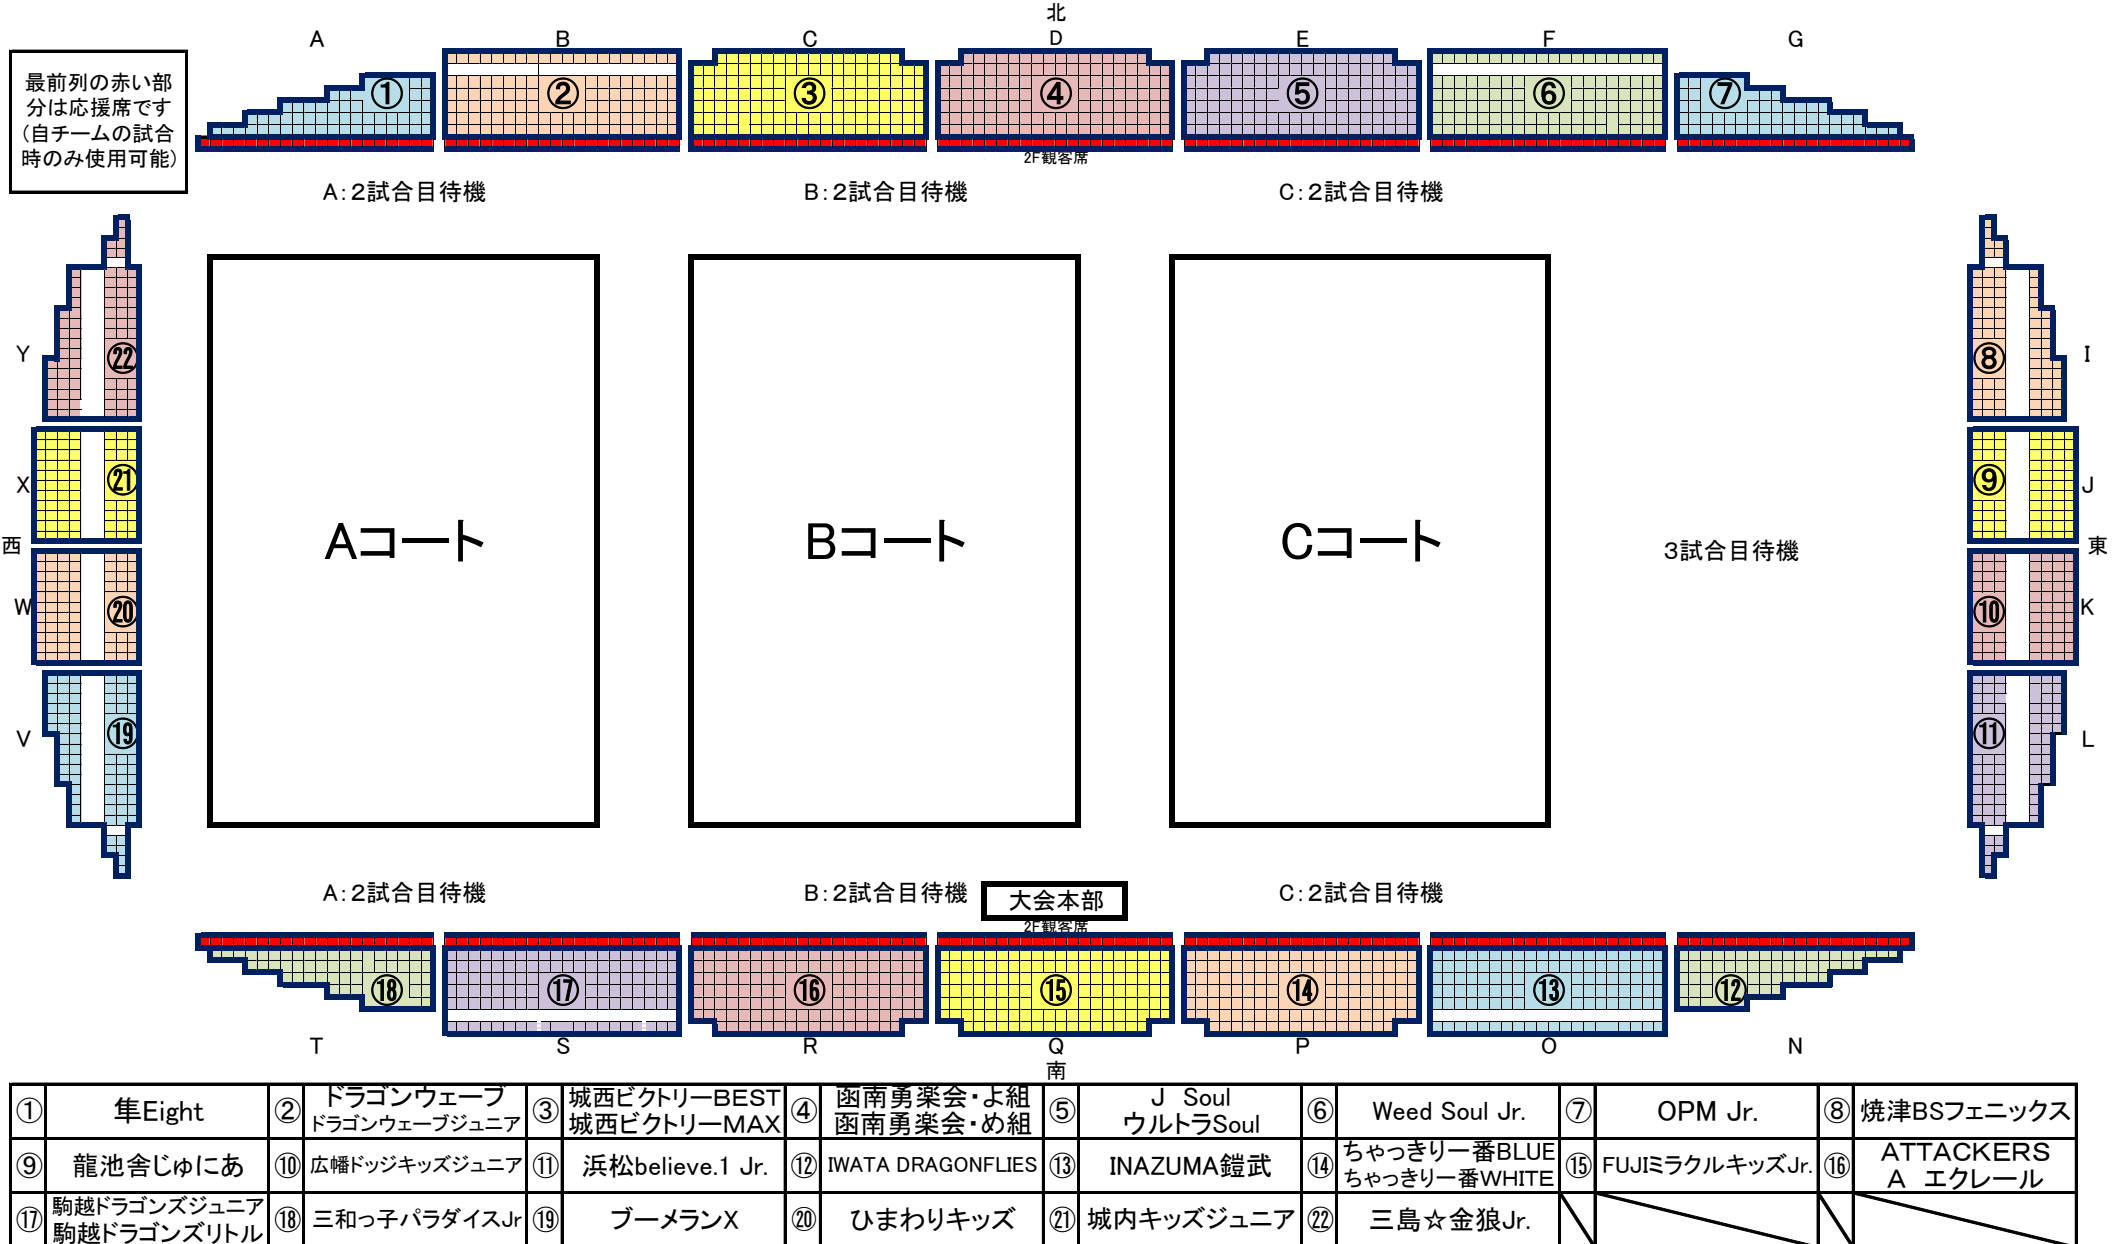 北
A
B
C
D
E
F
G
最前列の赤い部
分は応援席です
(自チームの試合
時のみ使用可能)
①
②
③
④
⑤
⑥
⑦
2F観客席
A:2試合目待機
B:2試合目待機
C:2試合目待機
Y
㉒
⑧
I
X
㉑
⑨
J
西
Aコート
Bコート
Cコート
3試合目待機
東
W
⑳
⑩
K
V
⑲
⑪
L
A:2試合目待機
B:2試合目待機
大会本部
C:2試合目待機
2F観客席
⑱
⑰
⑯
⑮
⑭
⑬
⑫
T
S
R
Q
P
O
N
南
①
隼Eight
②
ドラゴンウェーブ
ドラゴンウェーブジュニア
③
城西ビクトリーBEST
城西ビクトリーMAX
④
函南勇楽会・よ組
函南勇楽会・め組
⑤
J Soul
ウルトラSoul
⑥
Weed Soul Jr.
⑦
OPM Jr.
⑧
焼津BSフェニックス
⑨
龍池舎じゅにあ
⑩
広幡ドッジキッズジュニア
⑪
浜松believe.1 Jr.
⑫
IWATA DRAGONFLIES
⑬
INAZUMA鎧武
⑭
ちゃっきり一番BLUE
ちゃっきり一番WHITE
⑮
FUJIミラクルキッズJr.
⑯
ATTACKERS
A エクレール
⑰
駒越ドラゴンズジュニア
駒越ドラゴンズリトル
⑱
三和っ子パラダイスJr
⑲
ブーメランX
⑳
ひまわりキッズ
㉑
城内キッズジュニア
㉒
三島☆金狼Jr.